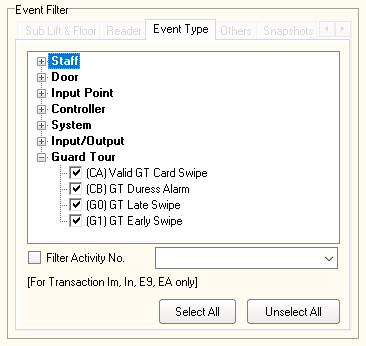 Event Filter
Sub Lift & Floor Reader Event Type Others Snapshots
Staff
Door
Input Point
Controller
System
Input/Output
Guard Tour
(CA) Valid GT Card Swipe
(CB) GT Duress Alarm
(G0) GT Late Swipe
(G1) GT Early Swipe
Filter Activity No.
[For Transaction Im, In, E9, EA only]
Select All Unselect All